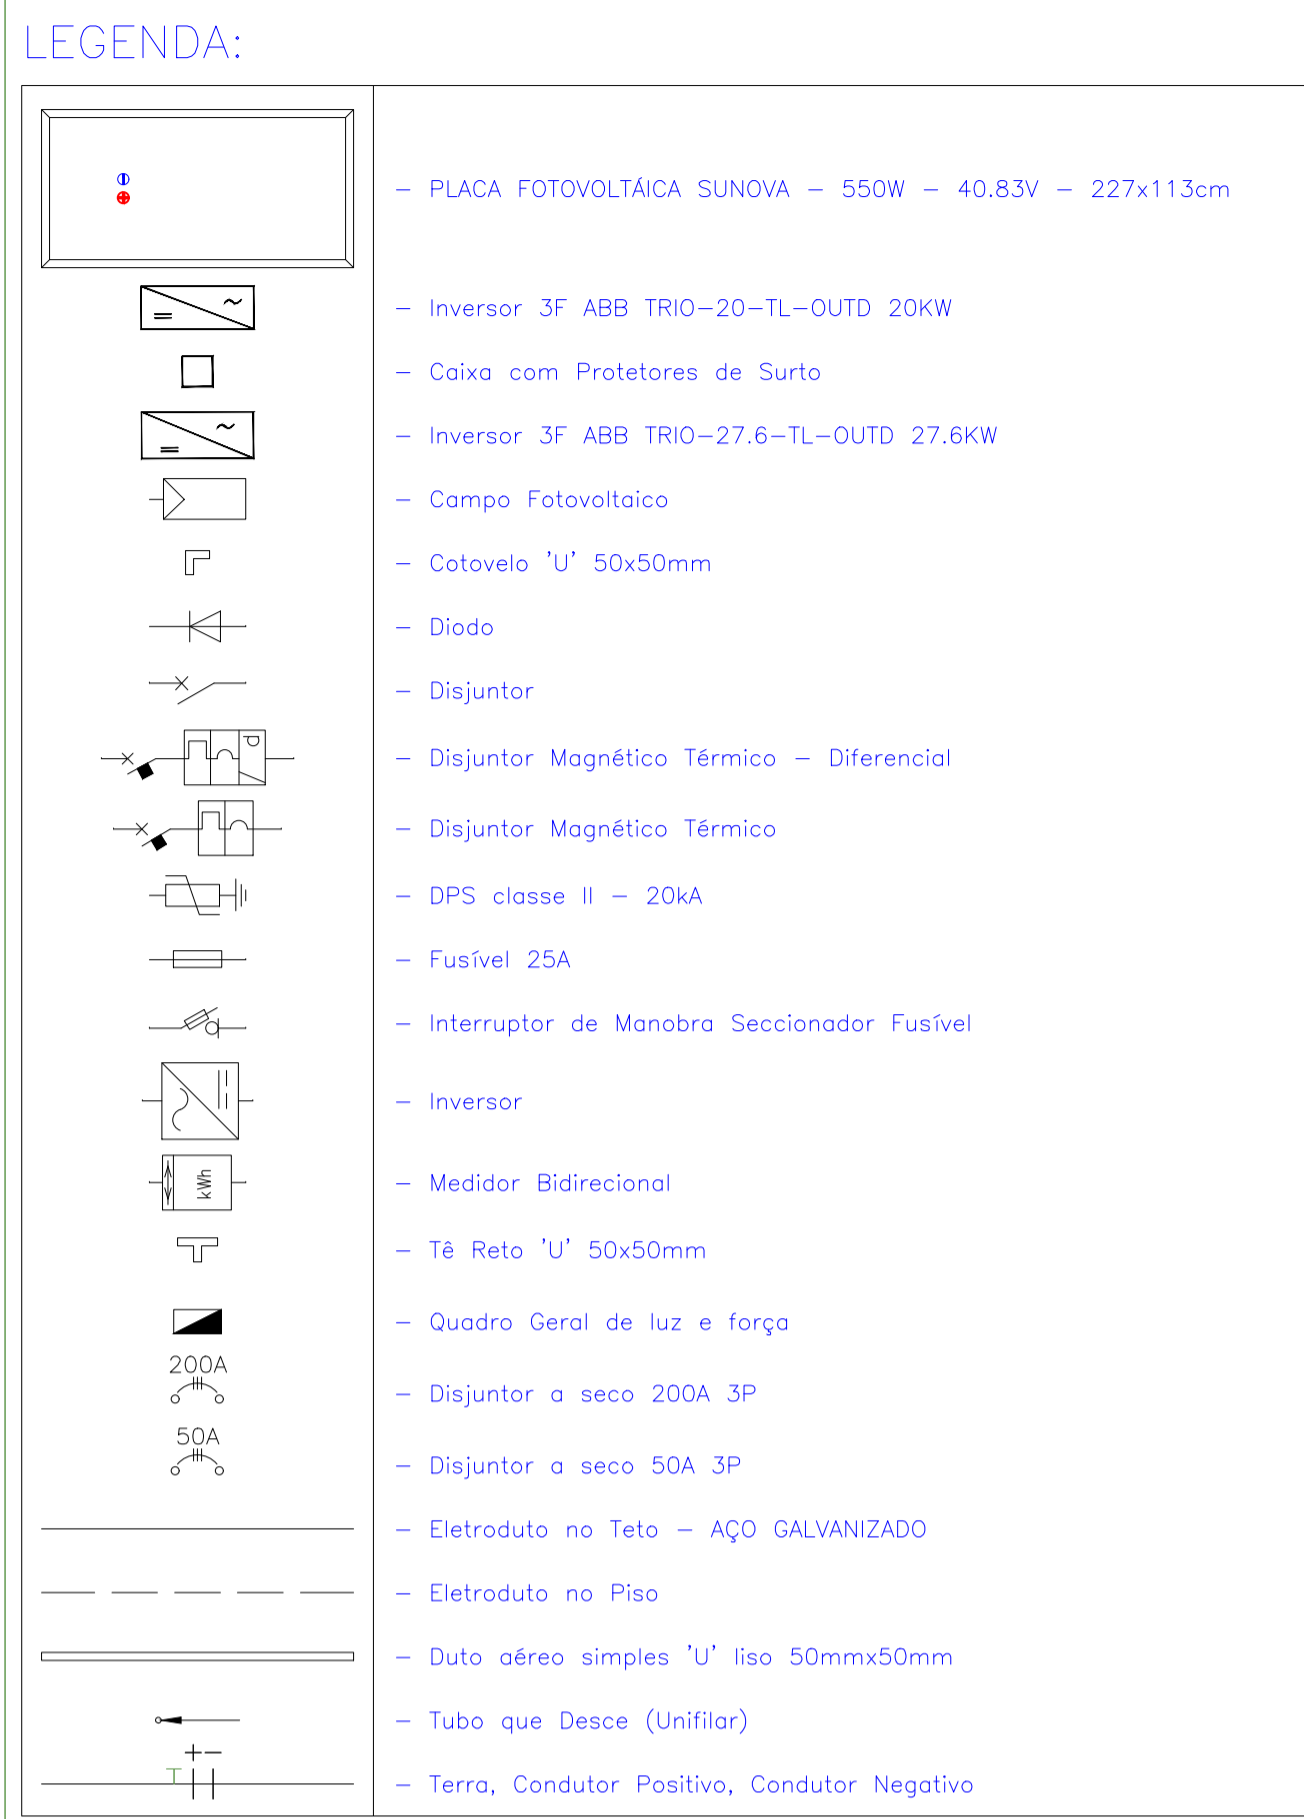 LEGENDA:
- PLACA FOTOVOLTÁICA SUNOVA - 550W - 40.83V - 227x113cm
- Inversor 3F ABB TRIO-20-TL-OUTD 20KW
- Caixa com Protetores de Surto
- Inversor 3F ABB TRIO-27.6-TL-OUTD 27.6KW
- Campo Fotovoltaico
- Cotovelo 'U' 50x50mm
- Diodo
- Disjuntor
d - Disjuntor Magnético Térmico - Diferencial
- Disjuntor Magnético Térmico
- DPS classe II - 20kA
- Fusível 25A
- Interruptor de Manobra Seccionador Fusível
- Inversor
kWh - Medidor Bidirecional
- Tê Reto 'U' 50x50mm
- Quadro Geral de luz e força
200A
- Disjuntor a seco 200A 3P
50A
- Disjuntor a seco 50A 3P
- Eletroduto no Teto - AÇO GALVANIZADO
- Eletroduto no Piso
- Duto aéreo simples 'U' liso 50mmx50mm
- Tubo que Desce (Unifilar)
+-
T - Terra, Condutor Positivo, Condutor Negativo